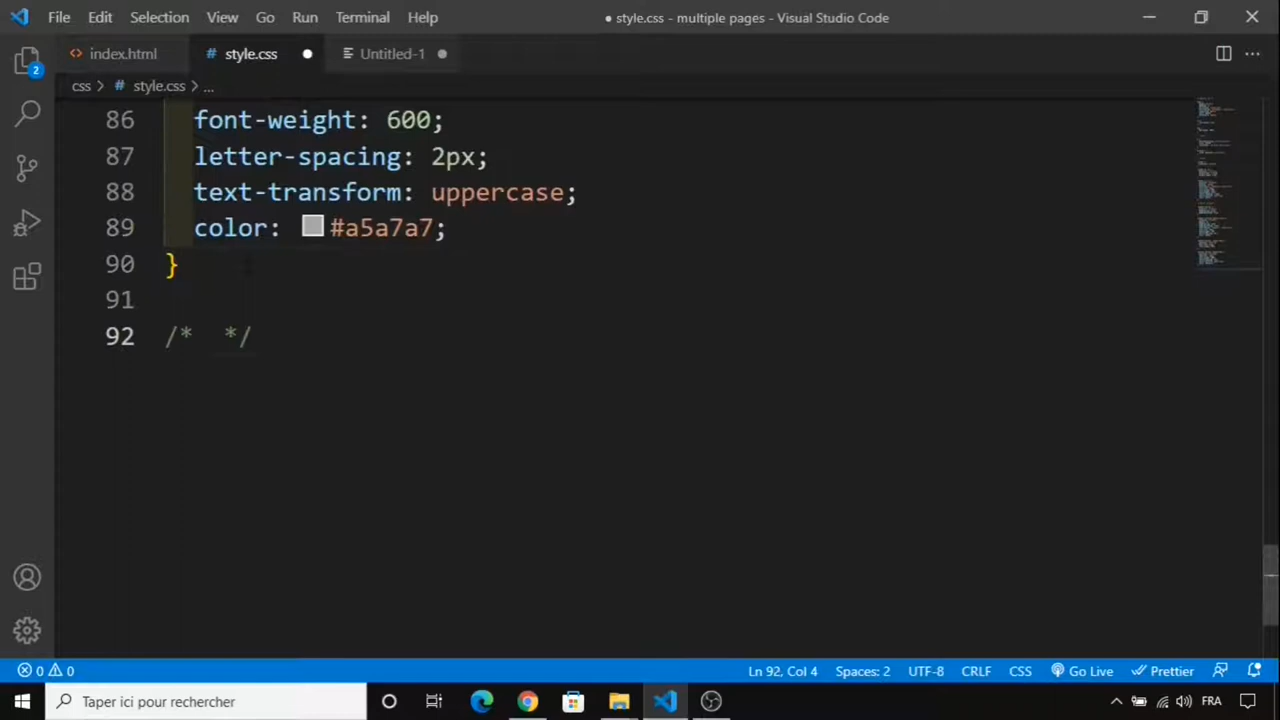 File Edit Selection View Go Run Terminal Help ● style.css - multiple pages - Visual Studio Code
index.html style.css Untitled-1
css > # style.css > ...
86 font-weight: 600;
87 letter-spacing: 2px;
88 text-transform: uppercase;
89 color: #a5a7a7;
90 }
91
92 /*  */
2
0 0 Ln 92, Col 4 Spaces: 2 UTF-8 CRLF CSS Go Live Prettier
Taper ici pour rechercher FRA